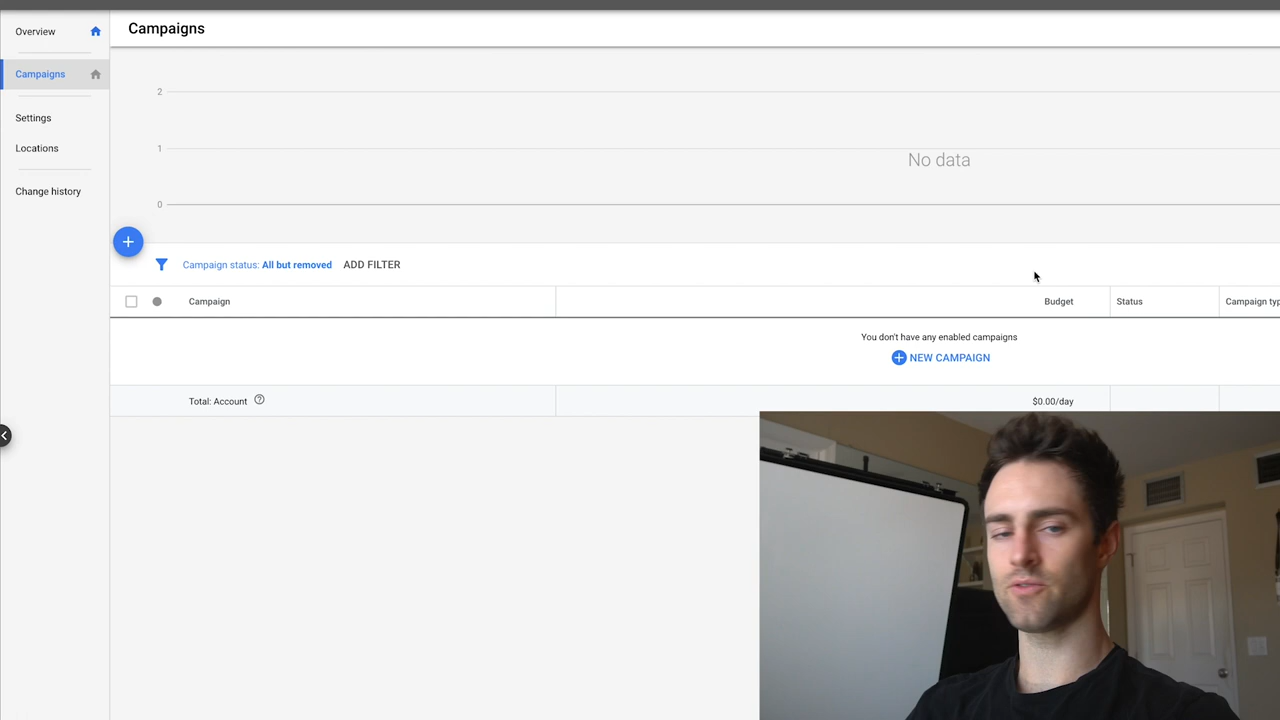 Overview
Campaigns
Settings
Locations
Change history
Campaigns
2
1
0
No data
Campaign status: All but removed ADD FILTER
Campaign Budget Status Campaign typ
You don't have any enabled campaigns
NEW CAMPAIGN
Total: Account $0.00/day